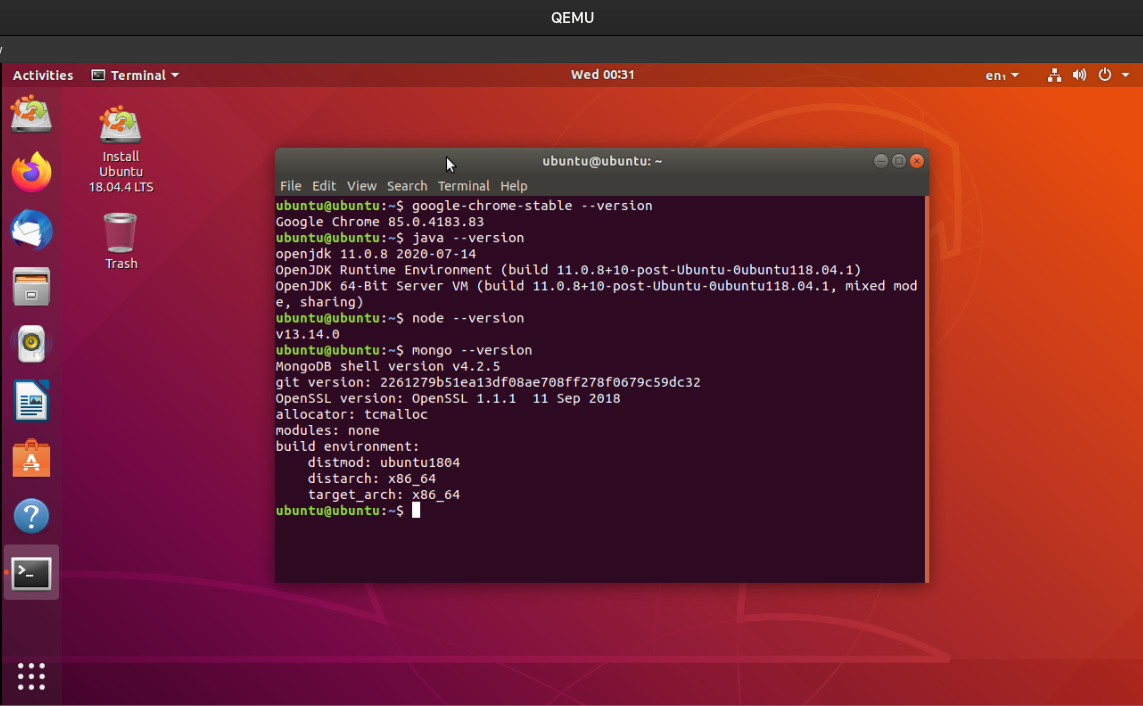 QEMU
Activities
Terminal
Wed 00:31
en₁
Install
Ubuntu
18.04.4 LTS
Trash
ubuntu@ubuntu: ~
File Edit View Search Terminal Help
ubuntu@ubuntu:~$ google-chrome-stable --version
Google Chrome 85.0.4183.83
ubuntu@ubuntu:~$ java --version
openjdk 11.0.8 2020-07-14
OpenJDK Runtime Environment (build 11.0.8+10-post-Ubuntu-0ubuntu118.04.1)
OpenJDK 64-Bit Server VM (build 11.0.8+10-post-Ubuntu-0ubuntu118.04.1, mixed mod
e, sharing)
ubuntu@ubuntu:~$ node --version
v13.14.0
ubuntu@ubuntu:~$ mongo --version
MongoDB shell version v4.2.5
git version: 2261279b51ea13df08ae708ff278f0679c59dc32
OpenSSL version: OpenSSL 1.1.1  11 Sep 2018
allocator: tcmalloc
modules: none
build environment:
    distmod: ubuntu1804
    distarch: x86_64
    target_arch: x86_64
ubuntu@ubuntu:~$